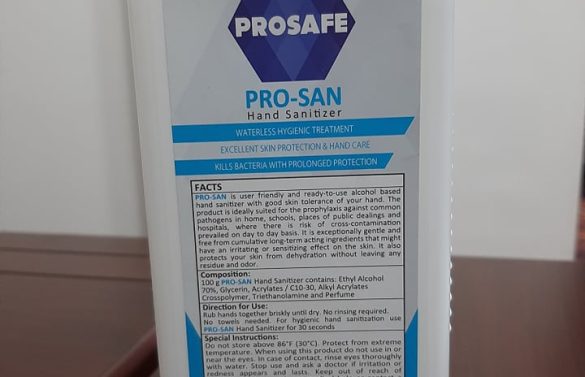 PROSAFE
PRO-SAN
Hand Sanitizer
WATERLESS HYGIENIC TREATMENT
EXCELLENT SKIN PROTECTION & HAND CARE
KILLS BACTERIA WITH PROLONGED PROTECTION
FACTS
PRO-SAN is user friendly and ready-to-use alcohol based
hand sanitizer with good skin tolerance of your hand. The
product is ideally suited for the prophylaxis against common
pathogens in home, schools, places of public dealings and
hospitals, where there is risk of cross-contamination
prevailed on day to day basis. It is exceptionally gentle and
free from cumulative long-term acting ingredients that might
have an irritating or sensitizing effect on the skin. It also
protects your skin from dehydration without leaving any
residue and odor.
Composition:
100 g PRO-SAN Hand Sanitizer contains: Ethyl Alcohol
70%, Glycerin, Acrylates / C10-30, Alkyl Acrylates
Crosspolymer, Triethanolamine and Perfume
Direction for Use:
Rub hands together briskly until dry. No rinsing required.
No towels needed. For hygienic hand sanitization use
PRO-SAN Hand Sanitizer for 30 seconds
Special Instructions:
Do not store above 86°F (30°C). Protect from extreme
temperature. When using this product do not use in or
near the eyes. In case of contact, rinse eyes thoroughly
with water. Stop use and ask a doctor if irritation or
redness appears and lasts. Keep out of reach of